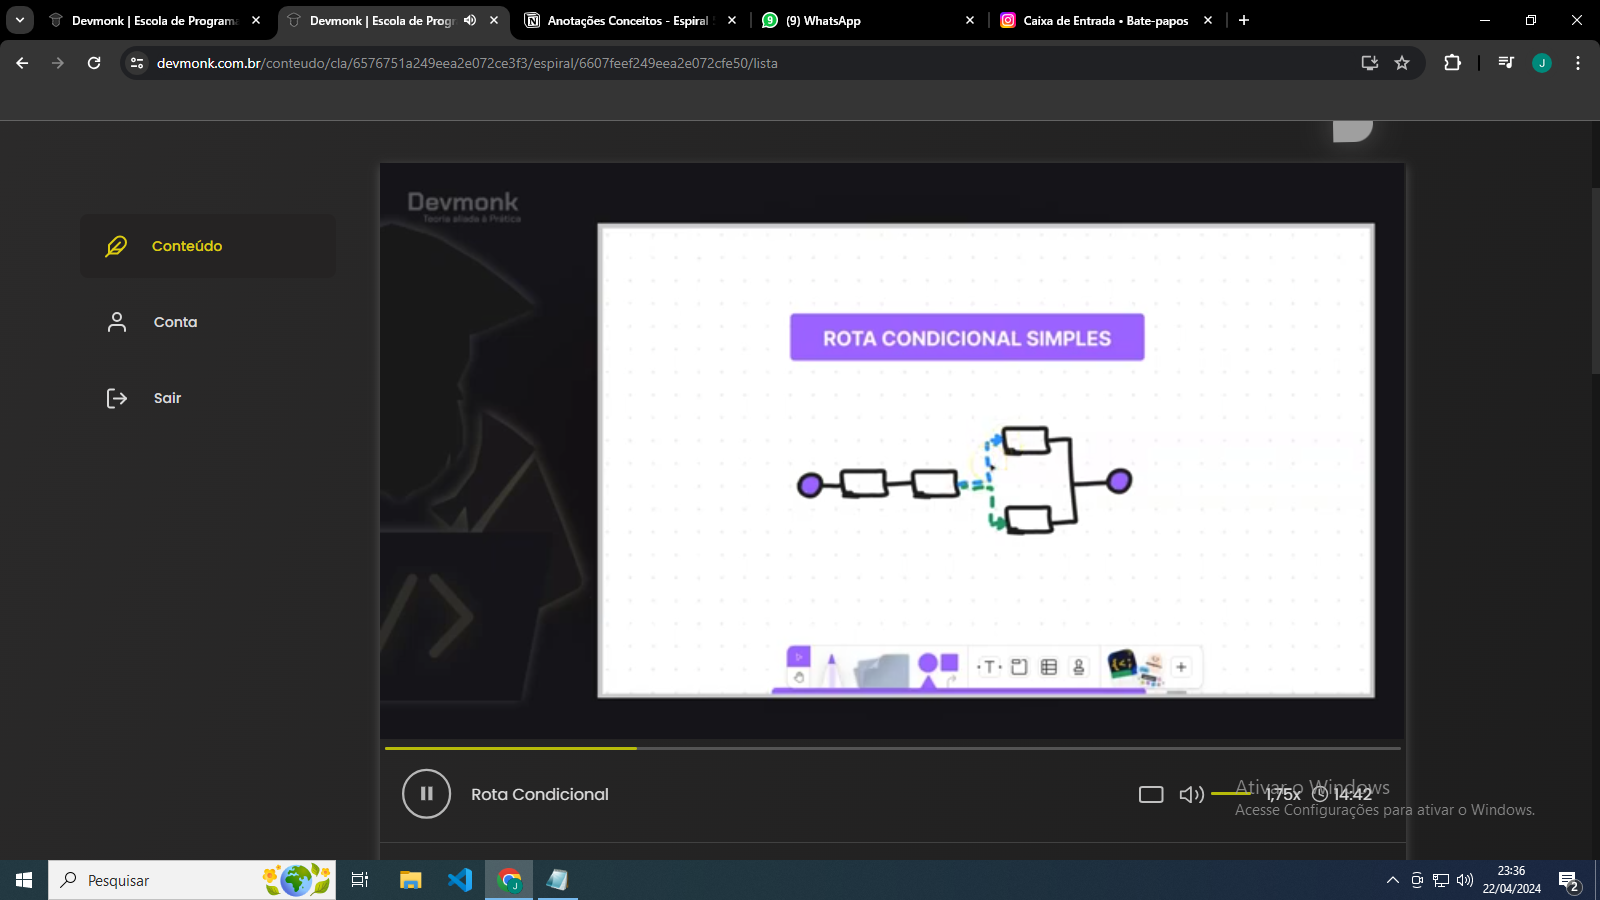 Devmonk | Escola de Programa
Devmonk | Escola de Progr
Anotações Conceitos - Espiral
(9) WhatsApp
Caixa de Entrada • Bate-papos
devmonk.com.br/conteudo/cla/6576751a249eea2e072ce3f3/espiral/6607feef249eea2e072cfe50/lista
J
Devmonk
Teoria aliada à Prática
Conteúdo
Conta
Sair
ROTA CONDICIONAL SIMPLES
T
Rota Condicional
1,75x
14:42
Ativar o Windows
Acesse Configurações para ativar o Windows.
Pesquisar
23:36
22/04/2024
2